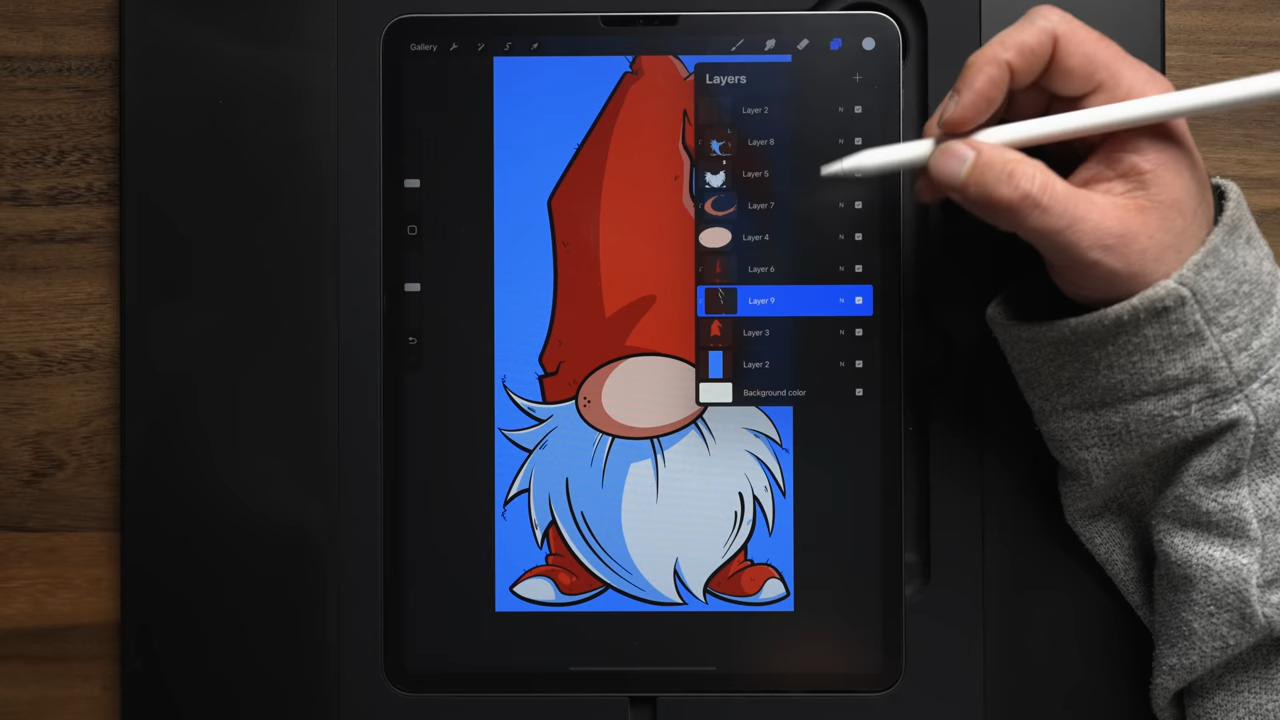 Gallery
Layers
Layer 2 N
Layer 8 N
Layer 5
Layer 7 N
Layer 4 N
Layer 6 N
Layer 9 N
Layer 3 N
Layer 2 N
Background color